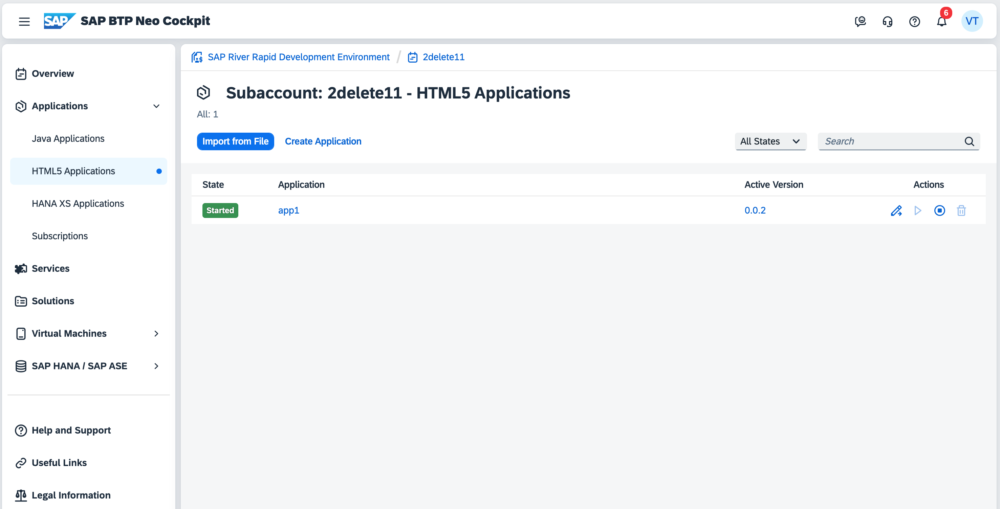 SAP SAP BTP Neo Cockpit
6
VT
Overview
Applications
Java Applications
HTML5 Applications
HANA XS Applications
Subscriptions
Services
Solutions
Virtual Machines
SAP HANA / SAP ASE
Help and Support
Useful Links
Legal Information
SAP River Rapid Development Environment / 2delete11
Subaccount: 2delete11 - HTML5 Applications
All: 1
Import from File Create Application All States Search
State Application Active Version Actions
Started app1 0.0.2